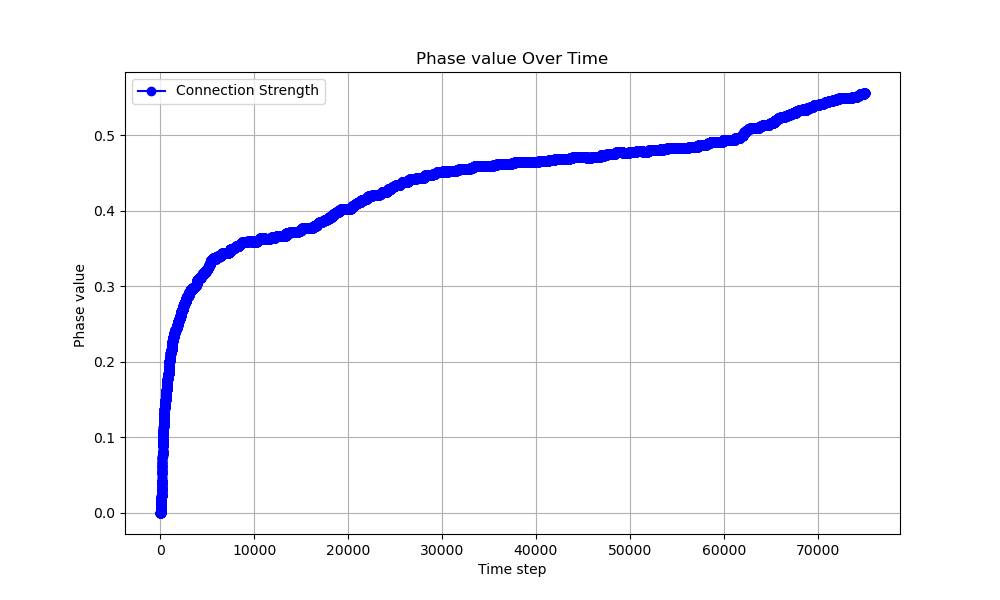 Phase value Over Time
Connection Strength
Phase value
0.5
0.4
0.3
0.2
0.1
0.0
0 10000 20000 30000 40000 50000 60000 70000
Time step